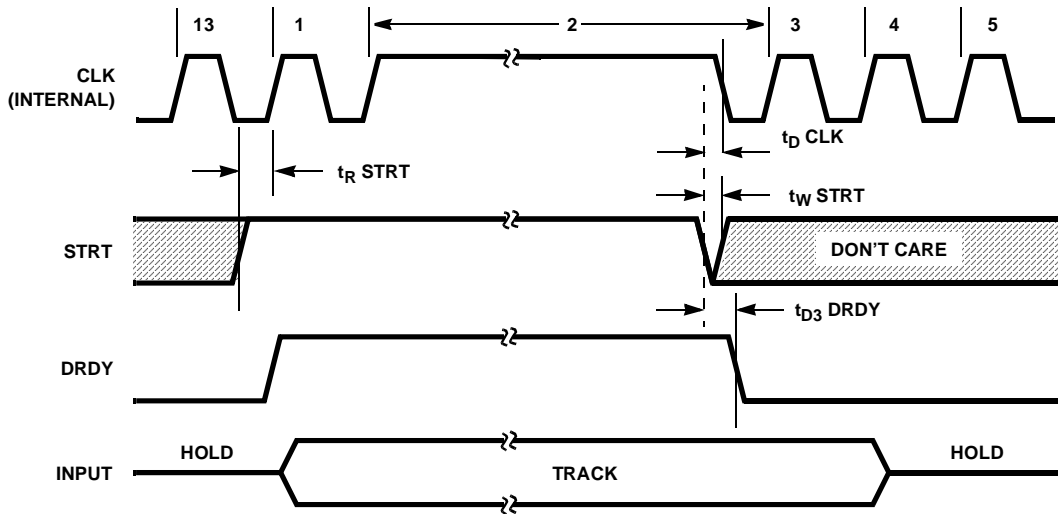 13 1 2 3 4 5
CLK
(INTERNAL)
tD CLK
tR STRT
tW STRT
STRT
DON'T CARE
tD3 DRDY
DRDY
HOLD
HOLD
INPUT
TRACK